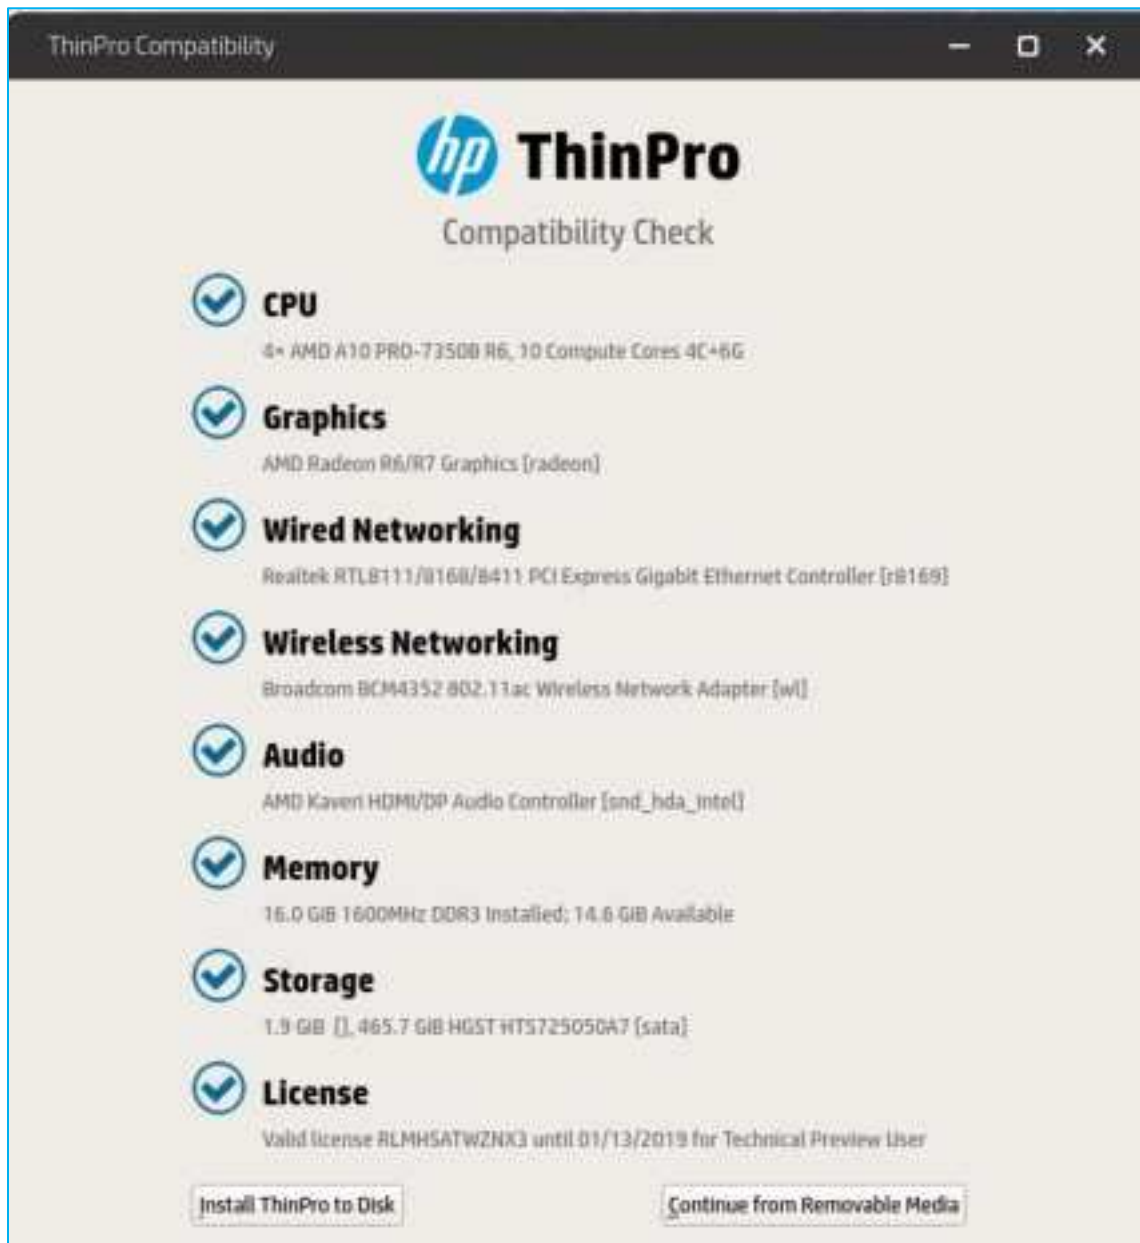 ThinPro Compatibility
hp ThinPro
Compatibility Check
CPU
4× AMD A10 PRO-7350B R6, 10 Compute Cores 4C+6G
Graphics
AMD Radeon R6/R7 Graphics [radeon]
Wired Networking
Realtek RTL8111/8168/8411 PCI Express Gigabit Ethernet Controller [r8169]
Wireless Networking
Broadcom BCM4352 802.11ac Wireless Network Adapter [wl]
Audio
AMD Kaveri HDMI/DP Audio Controller [snd_hda_intel]
Memory
16.0 GiB 1600MHz DDR3 Installed; 14.6 GiB Available
Storage
1.9 GiB [], 465.7 GiB HGST HTS725050A7 [sata]
License
Valid license RLMHSATWZNX3 until 01/13/2019 for Technical Preview User
Install ThinPro to Disk
Continue from Removable Media